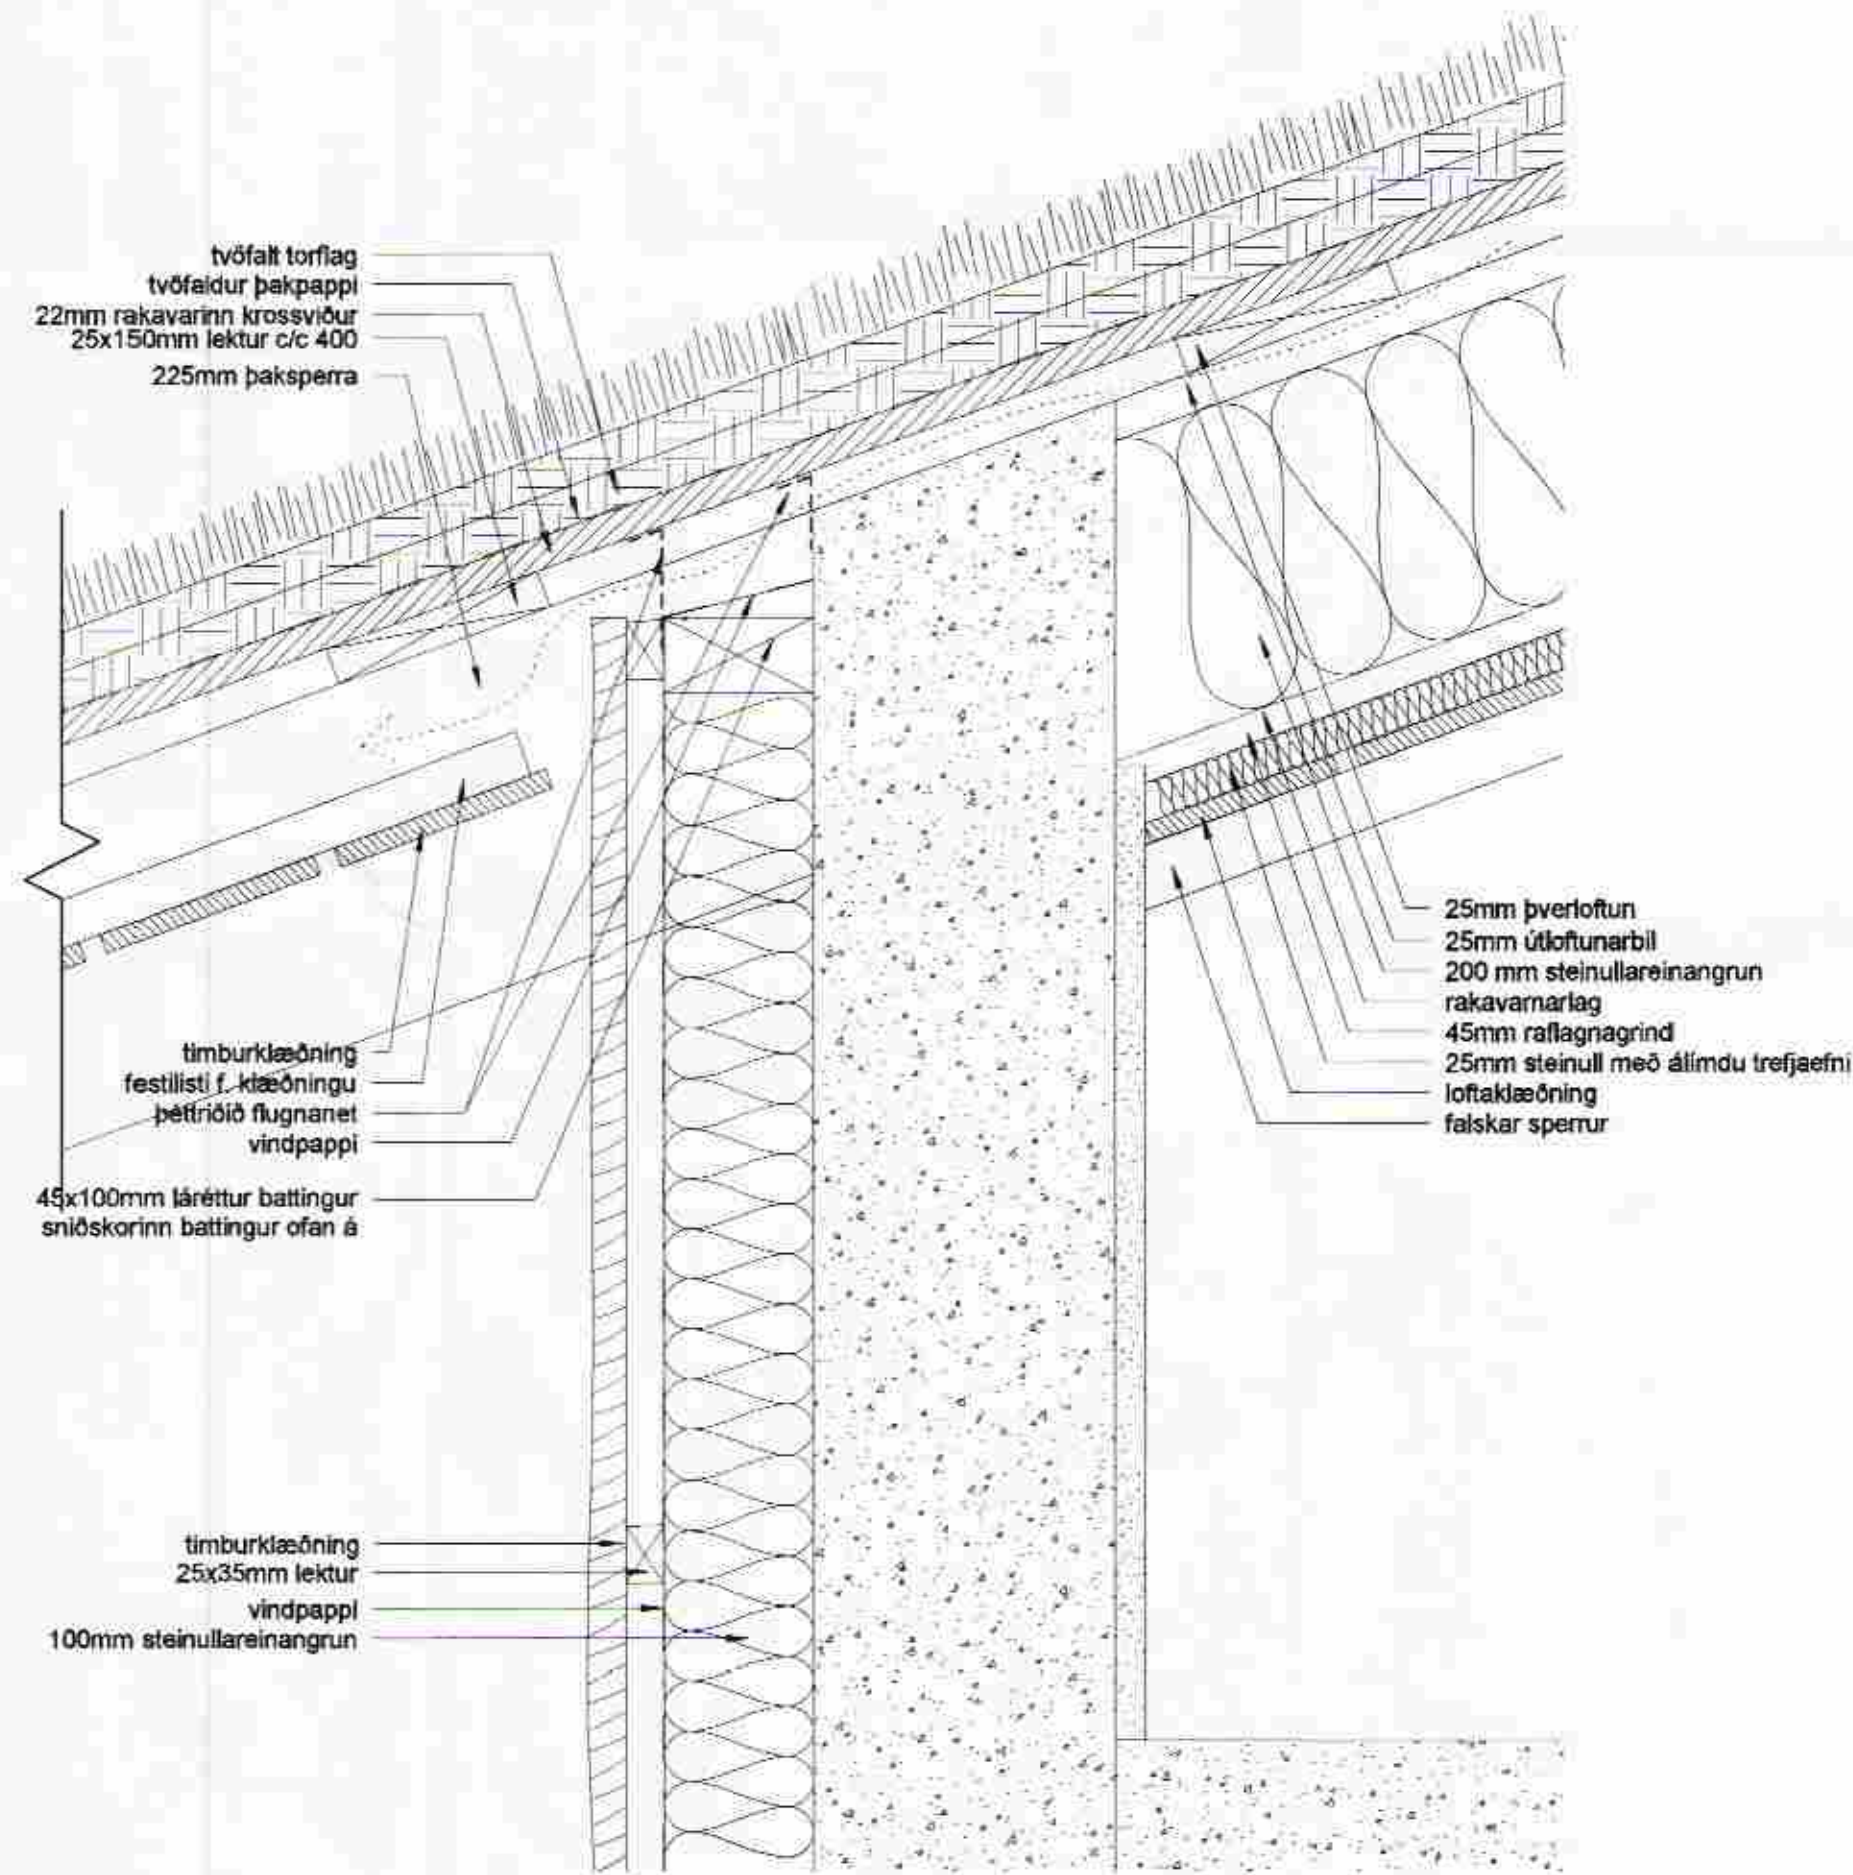 tvöfalt torflag
tvöfaldur þakpappi
22mm rakavarinn krossviður
25x150mm lektur c/c 400
225mm þaksperra
timburklæðning
festilisti f. klæðningu
þéttriðið flugnanet
vindpappi
45x100mm láréttur battingur
sniðskorinn battingur ofan á
timburklæðning
25x35mm lektur
vindpappi
100mm steinullareinangrun
25mm þverloftun
25mm útloftunarbil
200 mm steinullareinangrun
rakavarnarlag
45mm raflagnagrind
25mm steinull með álímdu trefjaefni
loftaklæðning
falskar sperrur